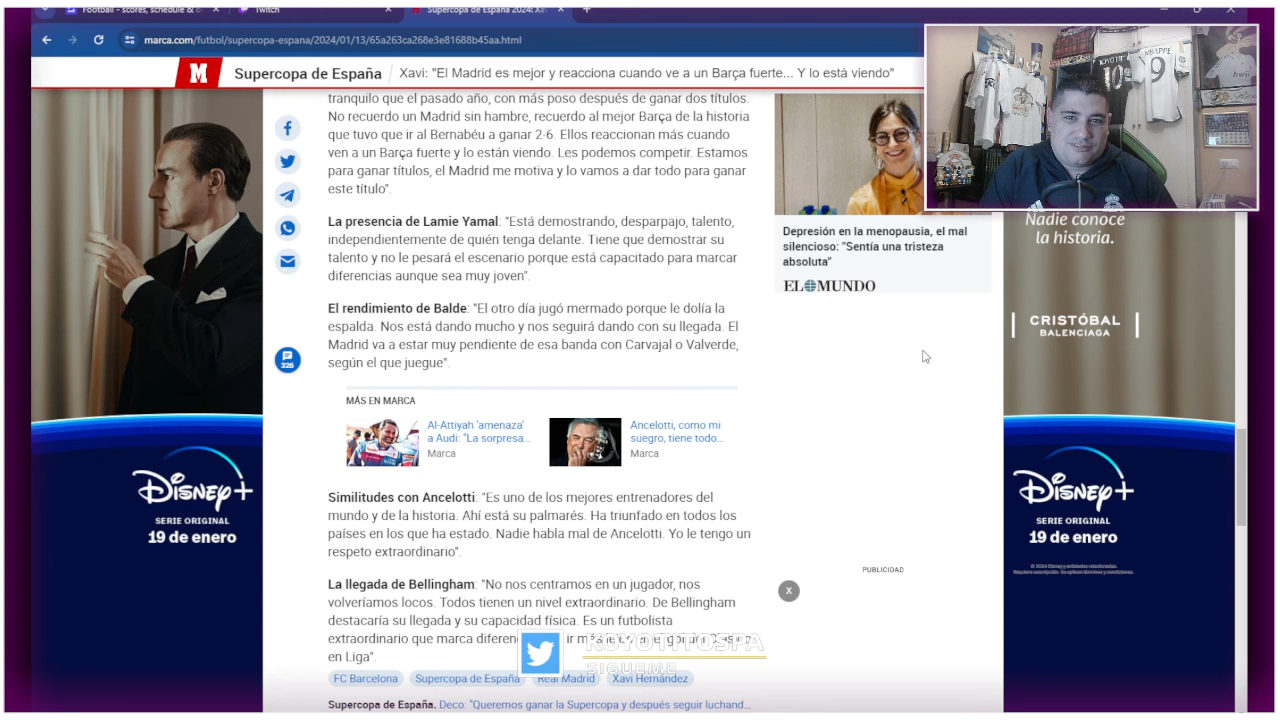 Football - scores, schedule &
Twitch
Supercopa de España 2024: Xa
marca.com/futbol/supercopa-espana/2024/01/13/65a263ca268e3e81688b45aa.html
M
Supercopa de España
Xavi: "El Madrid es mejor y reacciona cuando ve a un Barça fuerte... Y lo está viendo"
tranquilo que el pasado año, con más poso después de ganar dos títulos.
No recuerdo un Madrid sin hambre, recuerdo al mejor Barça de la historia
que tuvo que ir al Bernabéu a ganar 2-6. Ellos reaccionan más cuando
ven a un Barça fuerte y lo están viendo. Les podemos competir. Estamos
para ganar títulos, el Madrid me motiva y lo vamos a dar todo para ganar
este título".
La presencia de Lamie Yamal: "Está demostrando, desparpajo, talento,
independientemente de quién tenga delante. Tiene que demostrar su
talento y no le pesará el escenario porque está capacitado para marcar
diferencias aunque sea muy joven".
El rendimiento de Balde: "El otro día jugó mermado porque le dolía la
espalda. Nos está dando mucho y nos seguirá dando con su llegada. El
Madrid va a estar muy pendiente de esa banda con Carvajal o Valverde,
según el que juegue".
326
MÁS EN MARCA
Al-Attiyah 'amenaza'
a Audi: "La sorpresa...
Marca
Ancelotti, como mi
suegro, tiene todo...
Marca
Similitudes con Ancelotti: "Es uno de los mejores entrenadores del
mundo y de la historia. Ahí está su palmarés. Ha triunfado en todos los
países en los que ha estado. Nadie habla mal de Ancelotti. Yo le tengo un
respeto extraordinario".
La llegada de Bellingham: "No nos centramos en un jugador, nos
volveríamos locos. Todos tienen un nivel extraordinario. De Bellingham
destacaría su llegada y su capacidad física. Es un futbolista
extraordinario que marca
en Liga".
ROYOTITOSPA
SIGUEME
FC Barcelona
Supercopa de España
Real Madrid
Xavi Hernández
Supercopa de España. Deco: "Queremos ganar la Supercopa y después seguir luchand...
Depresión en la menopausia, el mal
silencioso: "Sentía una tristeza
absoluta"
EL MUNDO
PUBLICIDAD
X
MBAPPE
9
10
Nadie conoce
la historia.
CRISTÓBAL
BALENCIAGA
Disney+
SERIE ORIGINAL
19 de enero
Disney+
SERIE ORIGINAL
19 de enero